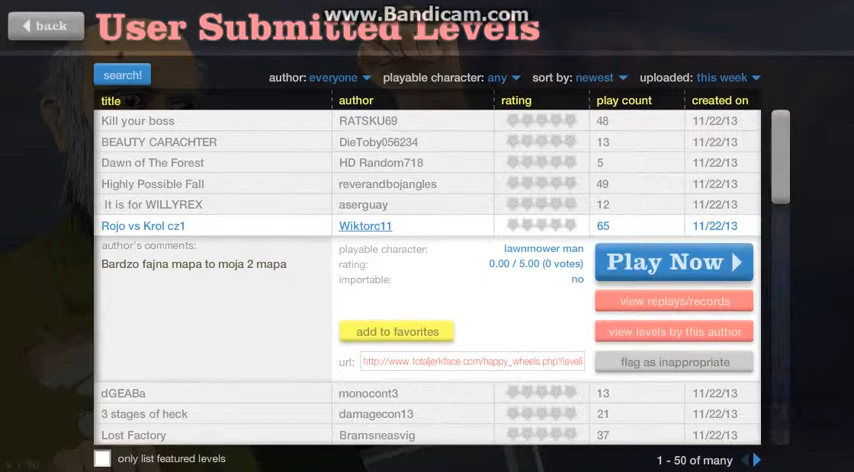 www.Bandicam.com
back
User Submitted Levels
search!
author: everyone playable character: any sort by: newest uploaded: this week
title author rating play count created on
Kill your boss RATSKU69 48 11/22/13
BEAUTY CARACHTER DieToby056234 13 11/22/13
Dawn of The Forest HD Random718 5 11/22/13
Highly Possible Fall reverandbojangles 49 11/22/13
It is for WILLYREX aserguay 12 11/22/13
Rojo vs Krol cz1 Wiktorc11 65 11/22/13
author's comments:
Bardzo fajna mapa to moja 2 mapa
playable character: lawnmower man
rating: 0.00 / 5.00 (0 votes)
importable: no
add to favorites
url: http://www.totaljerkface.com/happy_wheels.php?leveli
Play Now
view replays/records
view levels by this author
flag as inappropriate
dGEABa monocont3 13 11/22/13
3 stages of heck damagecon13 21 11/22/13
Lost Factory Bramsneasvig 37 11/22/13
only list featured levels
1 - 50 of many